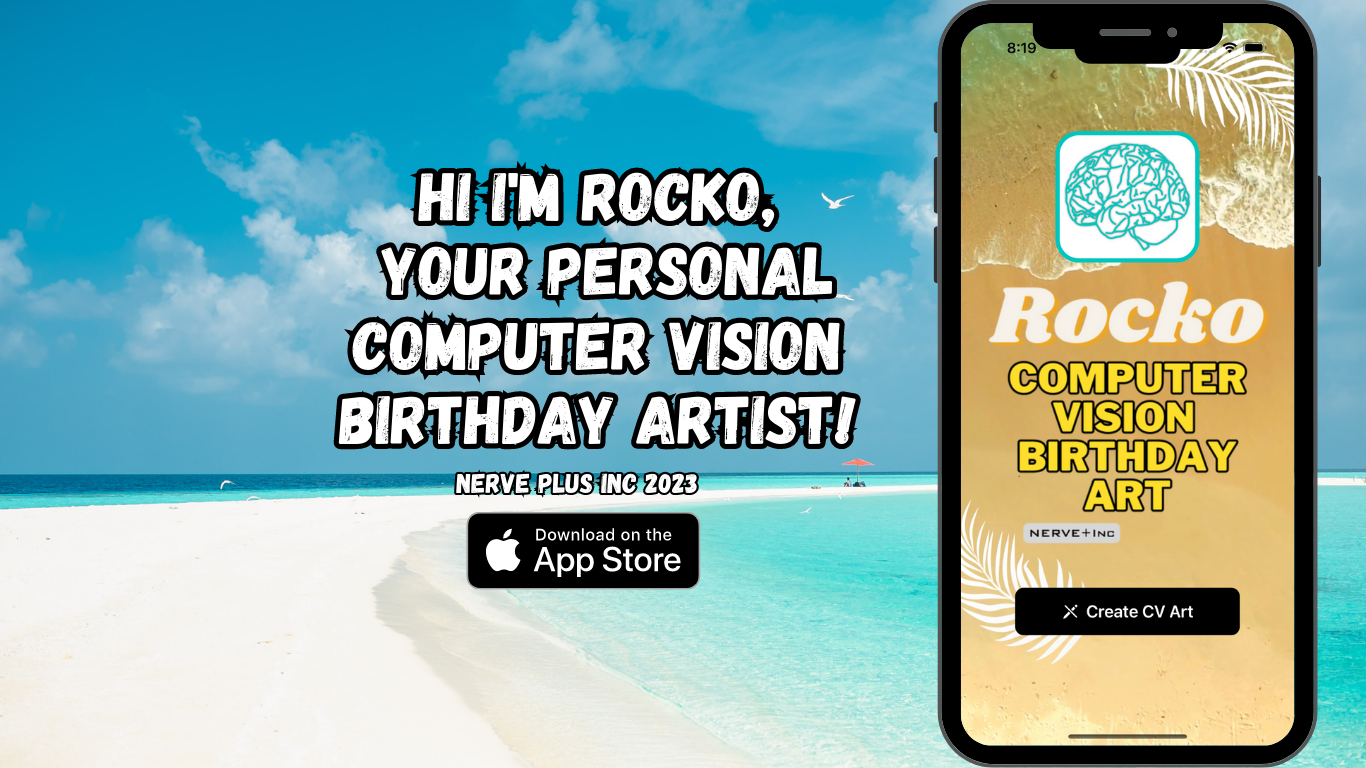 HI I'M ROCKO,
YOUR PERSONAL
COMPUTER VISION
BIRTHDAY ARTIST!
NERVE PLUS INC 2023
Download on the
App Store
8:19
Rocko
COMPUTER
VISION
BIRTHDAY
ART
NERVE+INC
Create CV Art